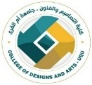 كلية التصاميم والفنون - جامعة أم القرى
COLLEGE OF DESIGNS AND ARTS - UQU